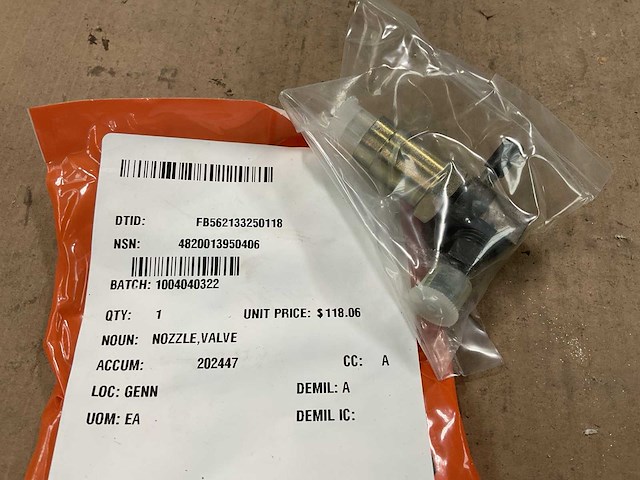 DTID: FB562133250118
NSN: 4820013950406
BATCH: 1004040322
QTY: 1 UNIT PRICE: $118.06
NOUN: NOZZLE,VALVE
ACCUM: 202447 CC: A
LOC: GENN DEMIL: A
UOM: EA DEMIL IC: